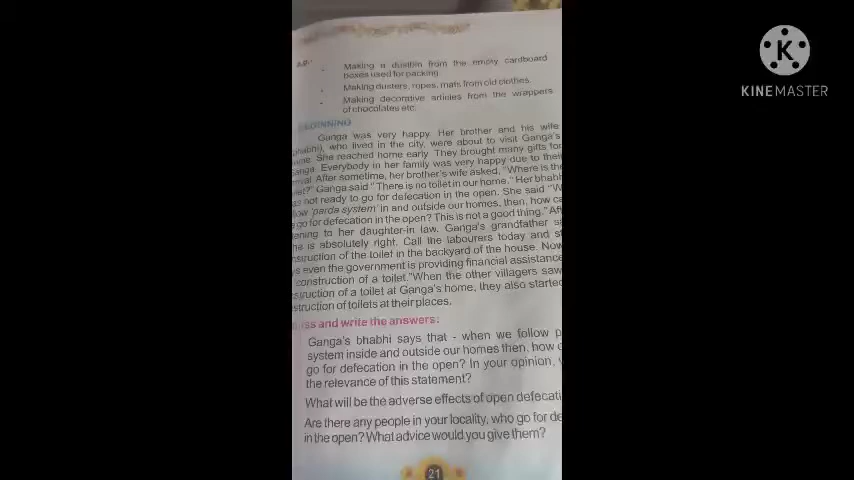 Making a dustbin from the empty cardboard
boxes used for packing.
Making dusters, ropes, mats from old clothes.
Making decorative articles from the wrappers
of chocolates etc.
Ganga was very happy. Her brother and his wife
who lived in the city, were about to visit Ganga's
She reached home early. They brought many gifts for
Everybody in her family was very happy due to their
After sometime, her brother's wife asked, "Where is the
Ganga said "There is no toilet in our home." Her bhabh
not ready to go for defecation in the open. She said "W
'parda system' in and outside our homes, then, how ca
go for defecation in the open? This is not a good thing." Aft
to her daughter-in law. Ganga's grandfather s
is absolutely right. Call the labourers today and st
of the toilet in the backyard of the house. Now
even the government is providing financial assistance
construction of a toilet." When the other villagers saw
of a toilet at Ganga's home, they also started
struction of toilets at their places.
ss and write the answers:
Ganga's bhabhi says that - when we follow p
system inside and outside our homes then, how c
go for defecation in the open? In your opinion,
the relevance of this statement?
What will be the adverse effects of open defecati
Are there any people in your locality, who go for de
in the open? What advice would you give them?
21
K
KINEMASTER